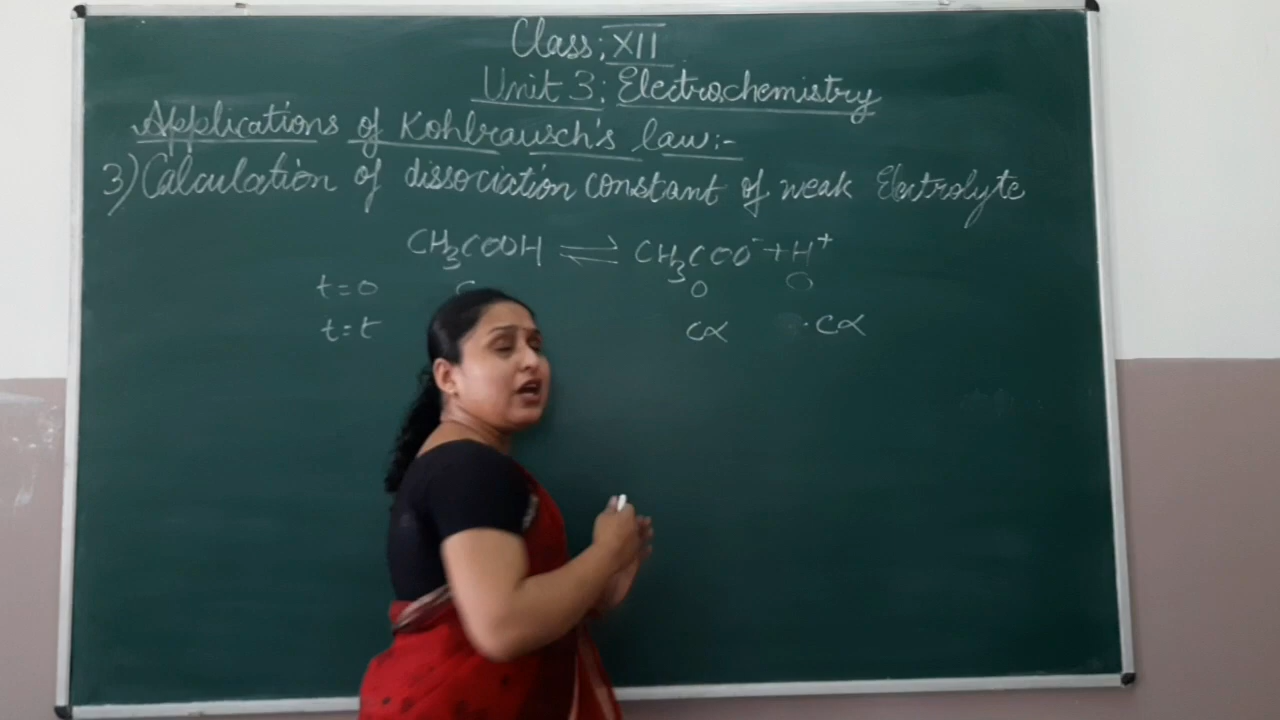 Class: XII
Unit 3: Electrochemistry
Applications of Kohlrausch's law:-
3) Calculation of dissociation constant of weak Electrolyte
CH₃COOH ⇌ CH₃COO⁻ + H⁺
t=0 0 0
t=t cα .cα